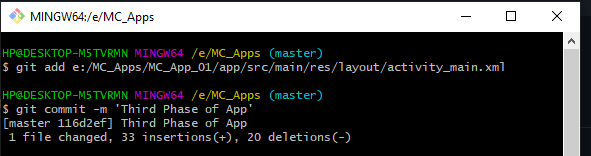 MINGW64:/e/MC_Apps
HP@DESKTOP-M5TVRMN MINGW64 /e/MC_Apps (master)
$ git add e:/MC_Apps/MC_App_01/app/src/main/res/layout/activity_main.xml
HP@DESKTOP-M5TVRMN MINGW64 /e/MC_Apps (master)
$ git commit -m 'Third Phase of App'
[master 116d2ef] Third Phase of App
 1 file changed, 33 insertions(+), 20 deletions(-)